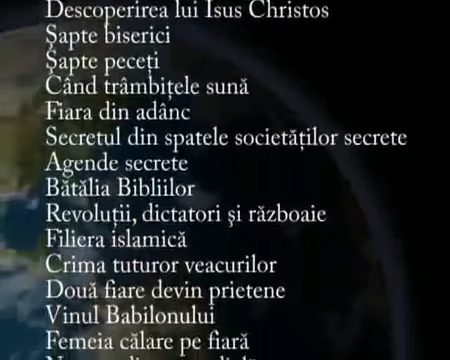 Descoperirea lui Isus Christos
Şapte biserici
Şapte peceţi
Când trâmbiţele sună
Fiara din adânc
Secretul din spatele societăţilor secrete
Agende secrete
Bătălia Bibliilor
Revoluţii, dictatori şi războaie
Filiera islamică
Crima tuturor veacurilor
Două fiare devin prietene
Vinul Babilonului
Femeia călare pe fiară